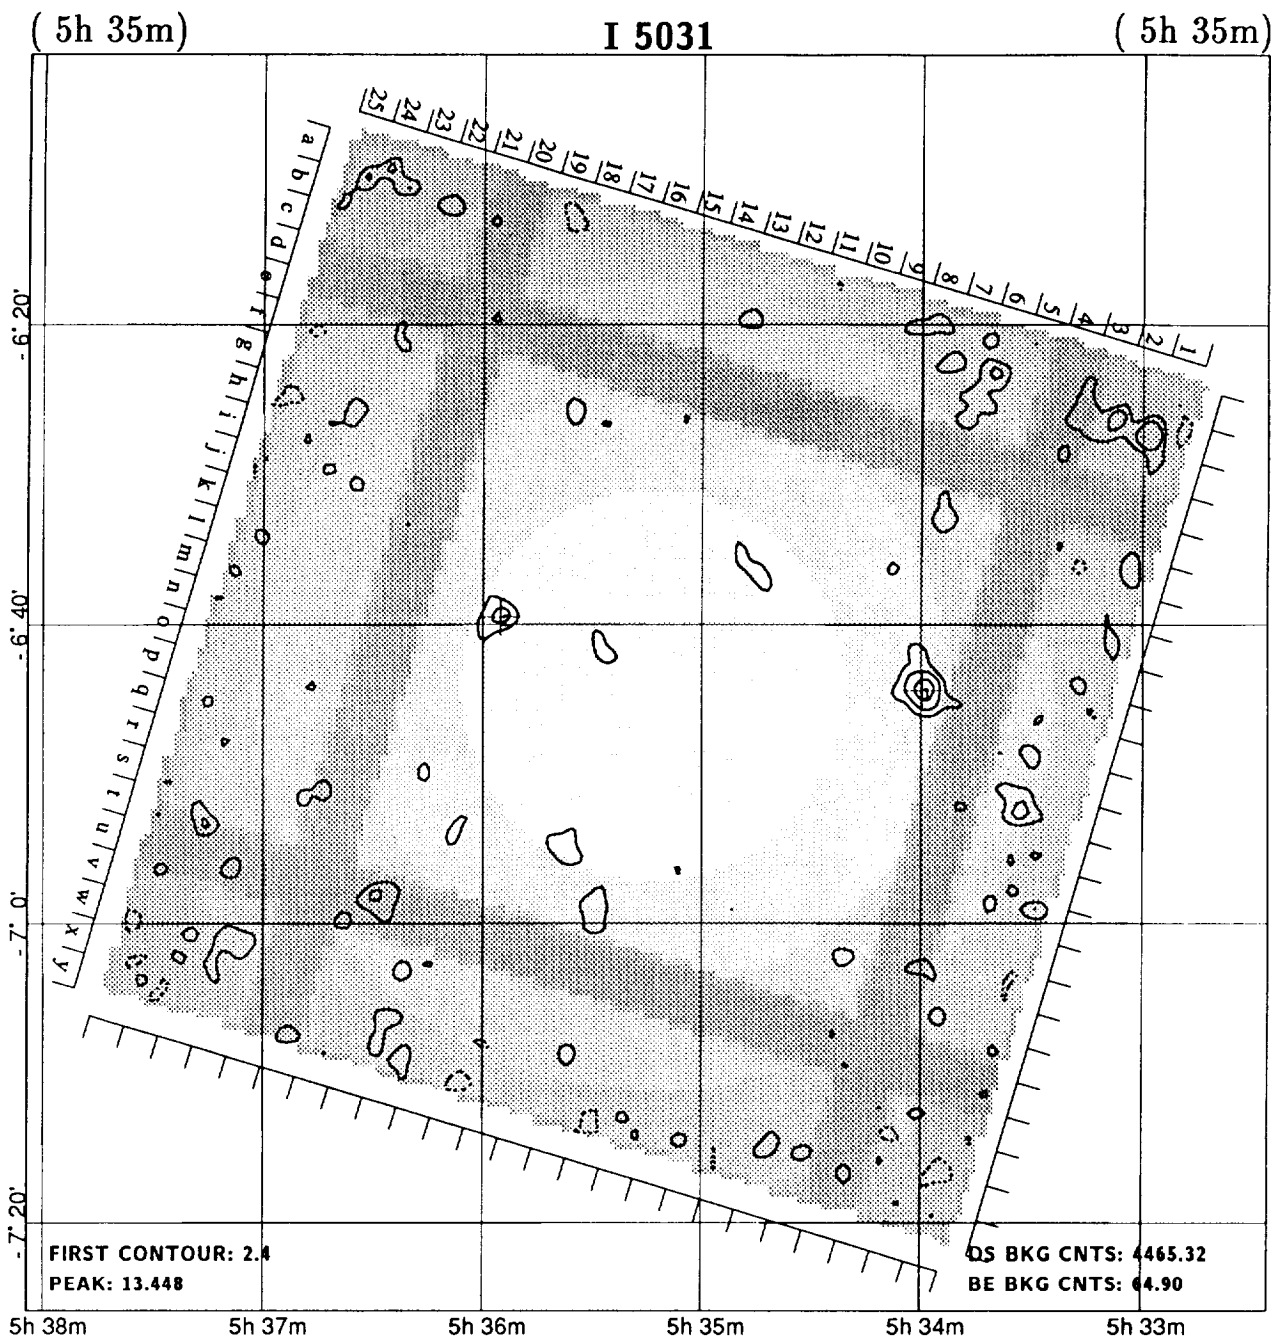 ( 5h 35m)
I 5031
( 5h 35m)
25 24 23 22 21 20 19 18 17 16 15 14 13 12 11 10 9 8 7 6 5 4 3 2 1
a b c d e f g h i j k l m n o p q r s t u v w x y
- 6° 20'
- 6° 40'
- 7° 0'
- 7° 20'
FIRST CONTOUR: 2.4
PEAK: 13.448
DS BKG CNTS: 4465.32
BE BKG CNTS: 64.90
5h 38m 5h 37m 5h 36m 5h 35m 5h 34m 5h 33m